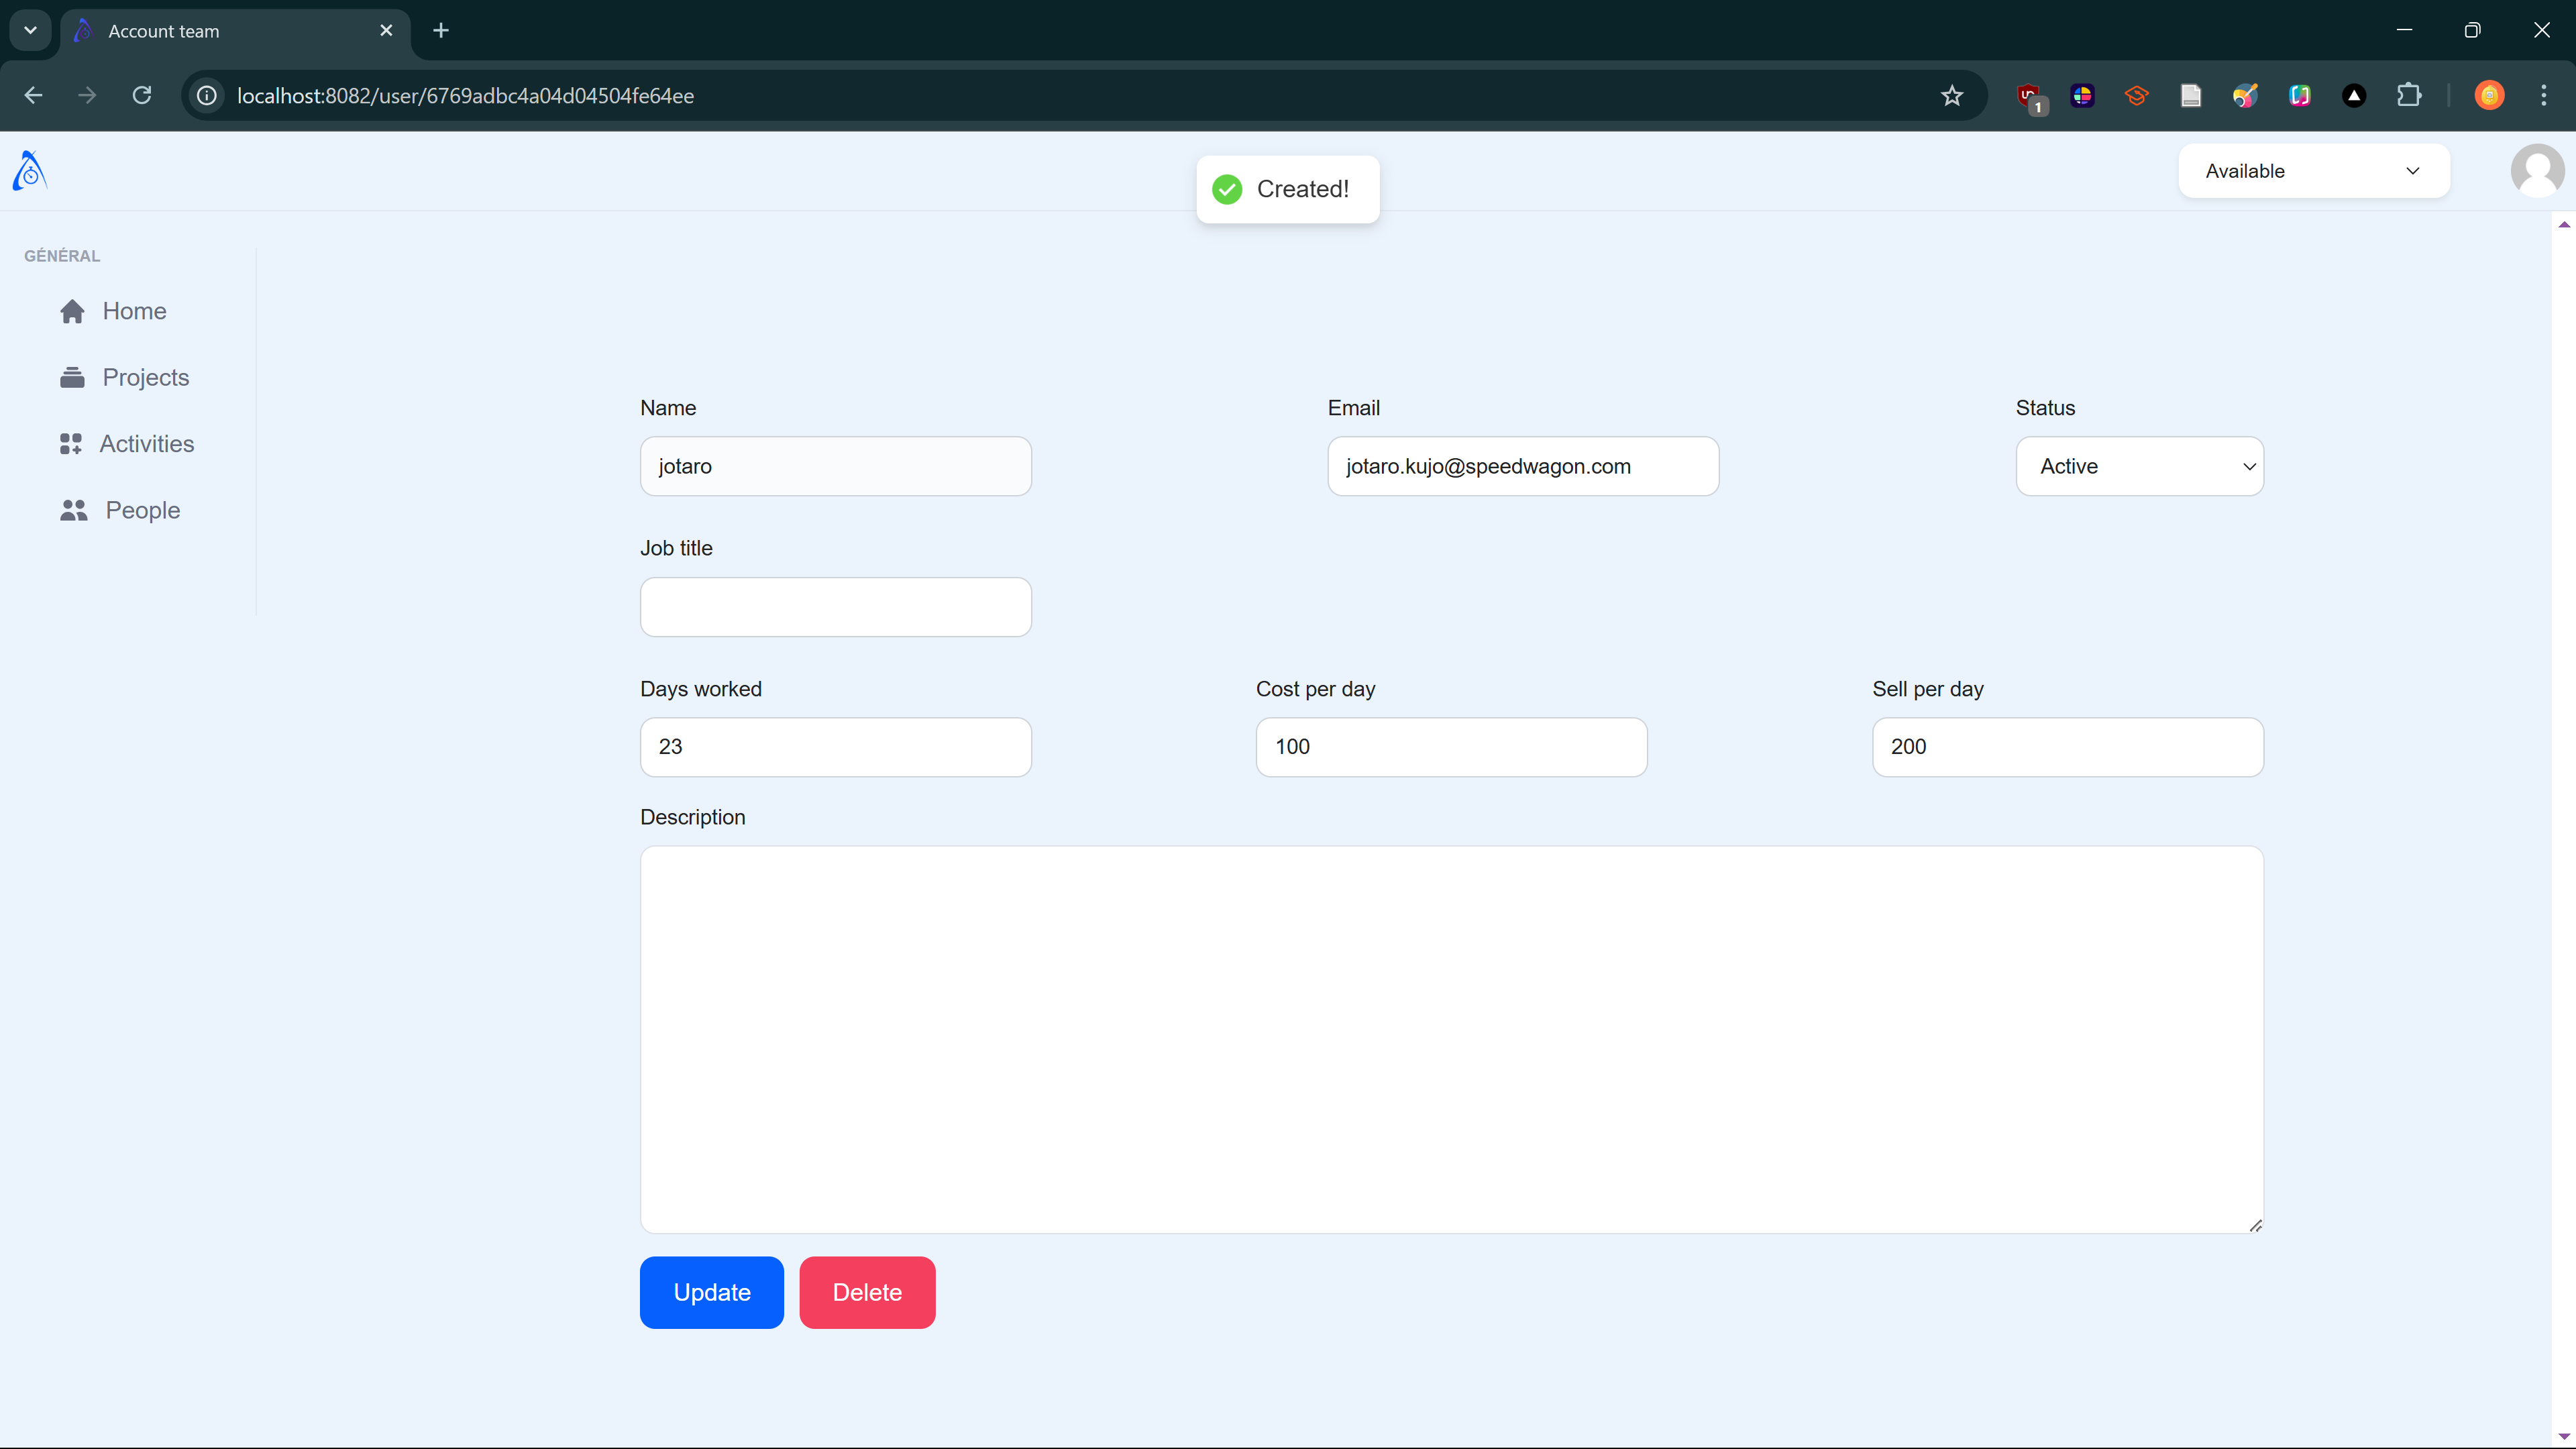 Account team
localhost:8082/user/6769adbc4a04d04504fe64ee
1
Created!
Available
GÉNÉRAL
Home
Projects
Activities
People
Name
Email
Status
jotaro
jotaro.kujo@speedwagon.com
Active
Job title
Days worked
Cost per day
Sell per day
23
100
200
Description
Update
Delete